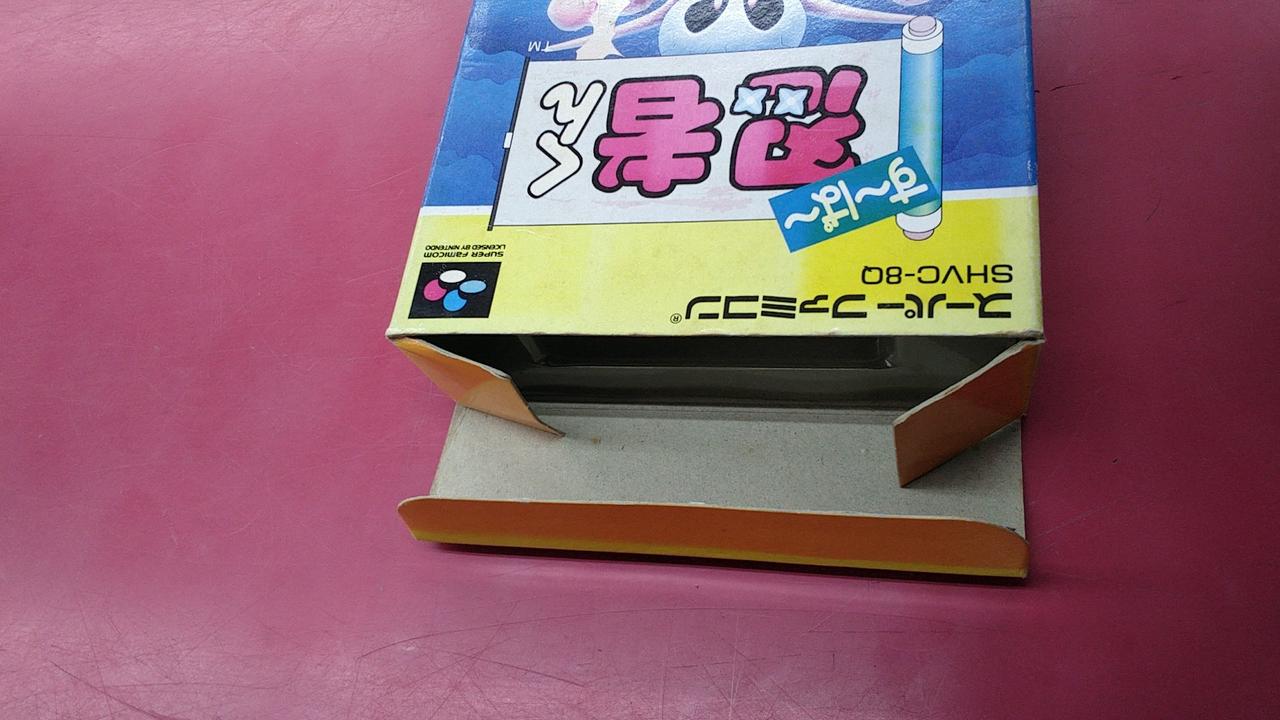 スーパーファミコン®
SHVC-8Q
SUPER FAMICOM
LICENSED BY NINTENDO
す〜ぱ〜
忍者くん
TM